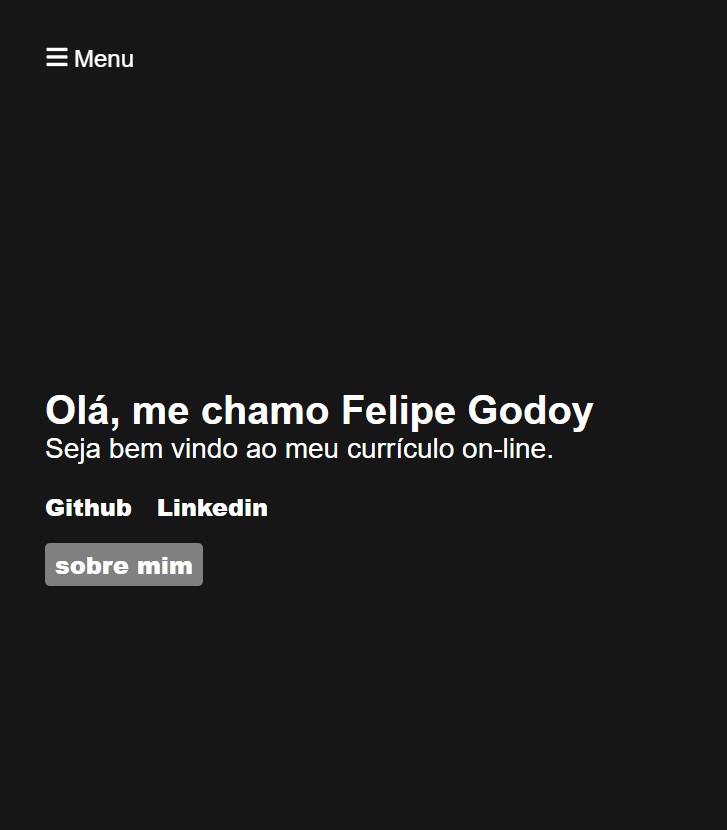 Menu
Olá, me chamo Felipe Godoy
Seja bem vindo ao meu currículo on-line.
Github Linkedin
sobre mim